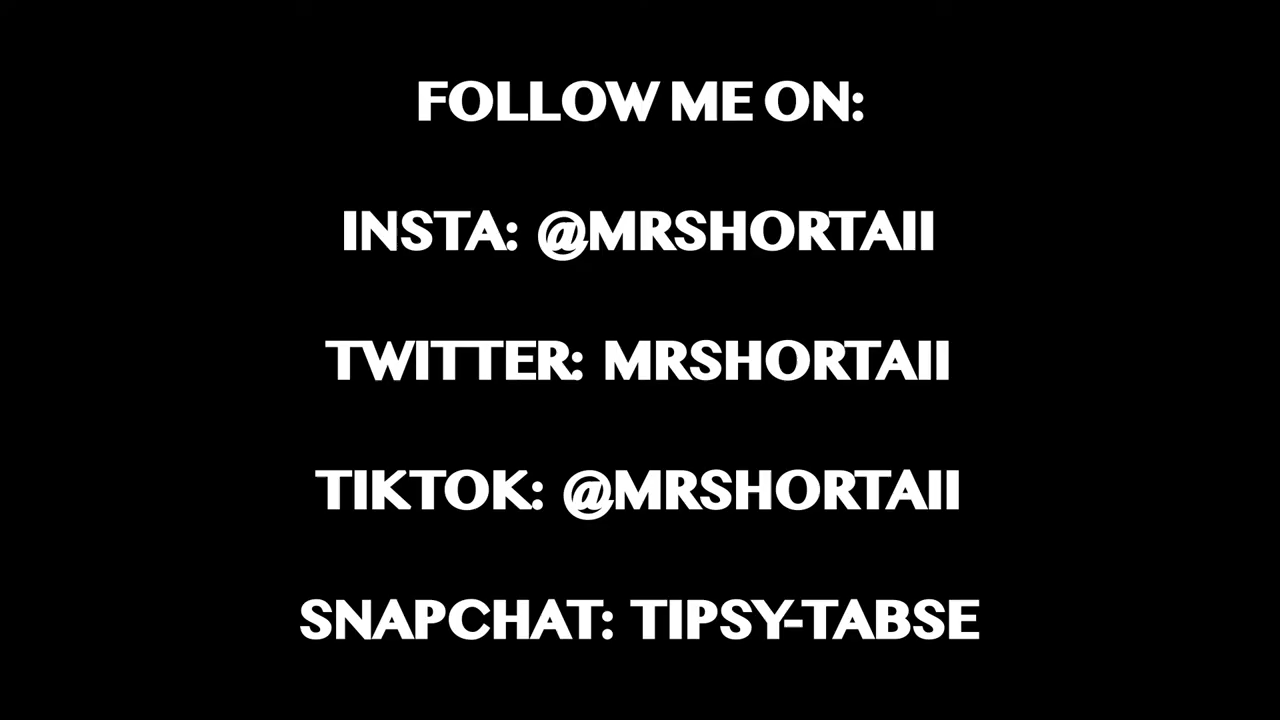 FOLLOW ME ON:
INSTA: @MRSHORTAII
TWITTER: MRSHORTAII
TIKTOK: @MRSHORTAII
SNAPCHAT: TIPSY-TABSE